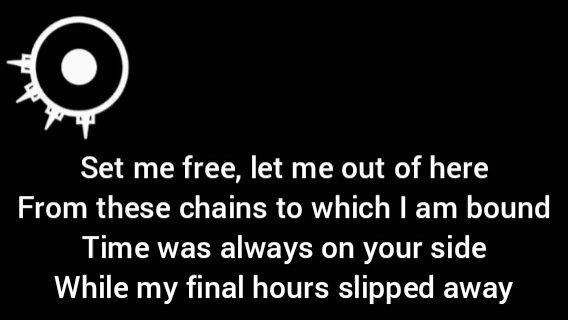 Set me free, let me out of here
From these chains to which I am bound
Time was always on your side
While my final hours slipped away